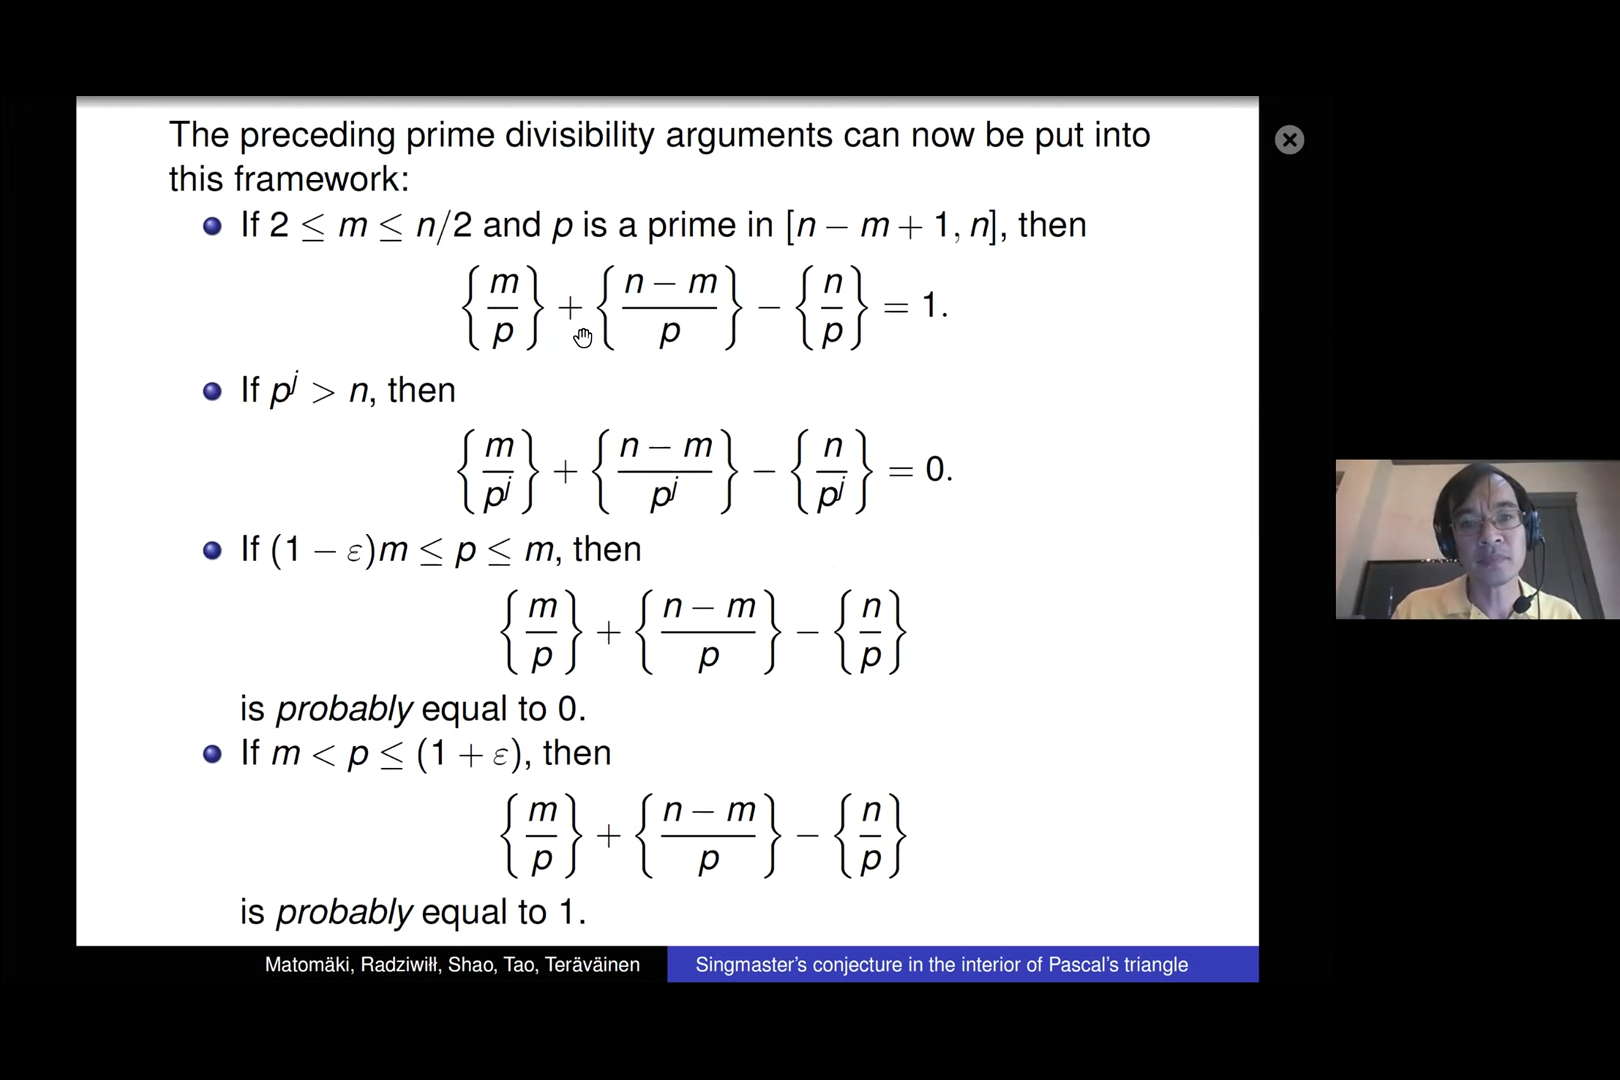 The preceding prime divisibility arguments can now be put into
this framework:
If 2 ≤ m ≤ n/2 and p is a prime in [n − m + 1, n], then
{m/p} + {(n − m)/p} − {n/p} = 1.
If p^j > n, then
{m/p^j} + {(n − m)/p^j} − {n/p^j} = 0.
If (1 − ε)m ≤ p ≤ m, then
{m/p} + {(n − m)/p} − {n/p}
is probably equal to 0.
If m < p ≤ (1 + ε), then
{m/p} + {(n − m)/p} − {n/p}
is probably equal to 1.
Matomäki, Radziwiłł, Shao, Tao, Teräväinen
Singmaster's conjecture in the interior of Pascal's triangle